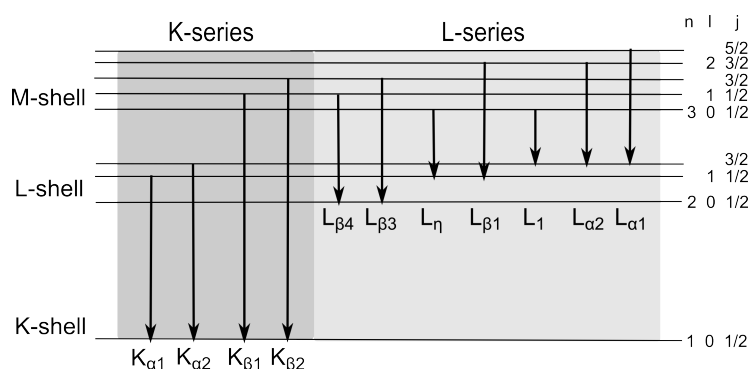 K-series L-series n l j
5/2
2 3/2
3/2
M-shell 1 1/2
3 0 1/2
3/2
L-shell 1 1/2
2 0 1/2
Lβ4 Lβ3 Lη Lβ1 L1 Lα2 Lα1
K-shell 1 0 1/2
Kα1 Kα2 Kβ1 Kβ2